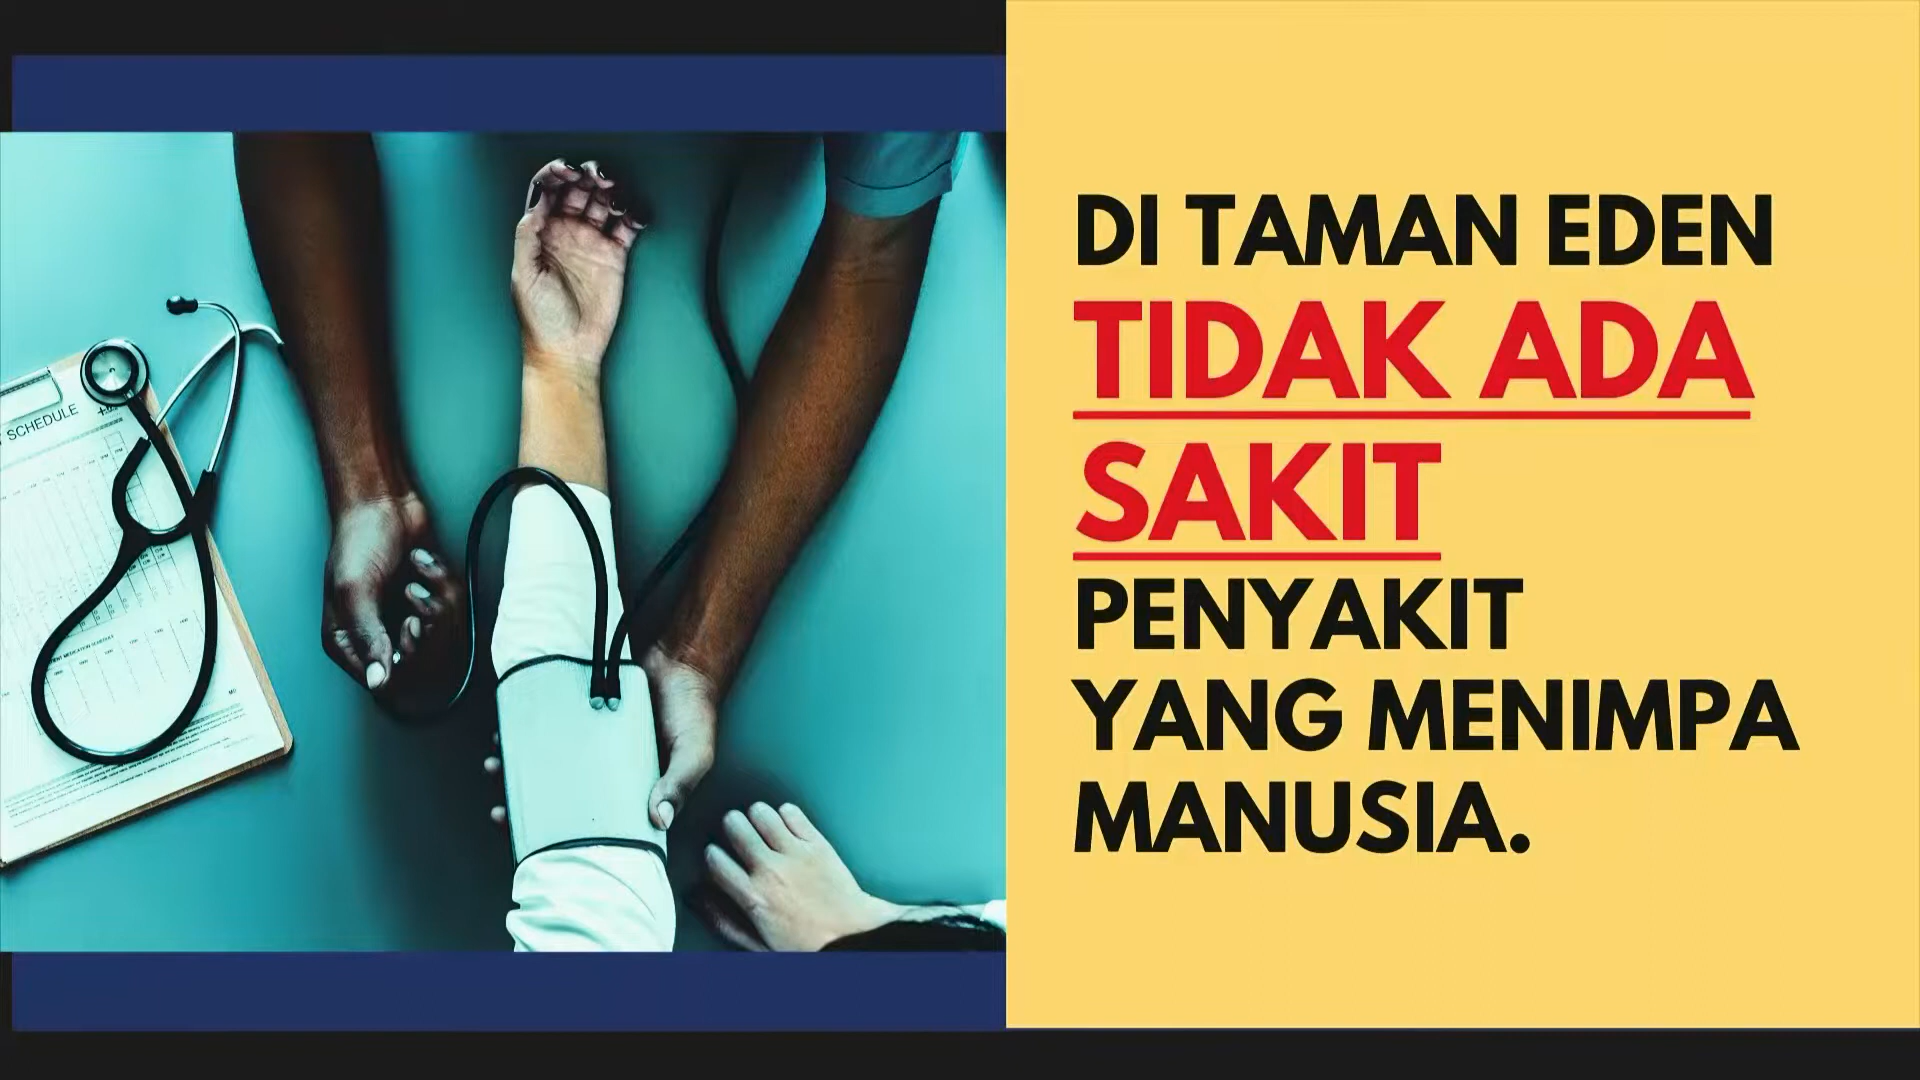 DI TAMAN EDEN
TIDAK ADA
SAKIT
PENYAKIT
YANG MENIMPA
MANUSIA.
SCHEDULE